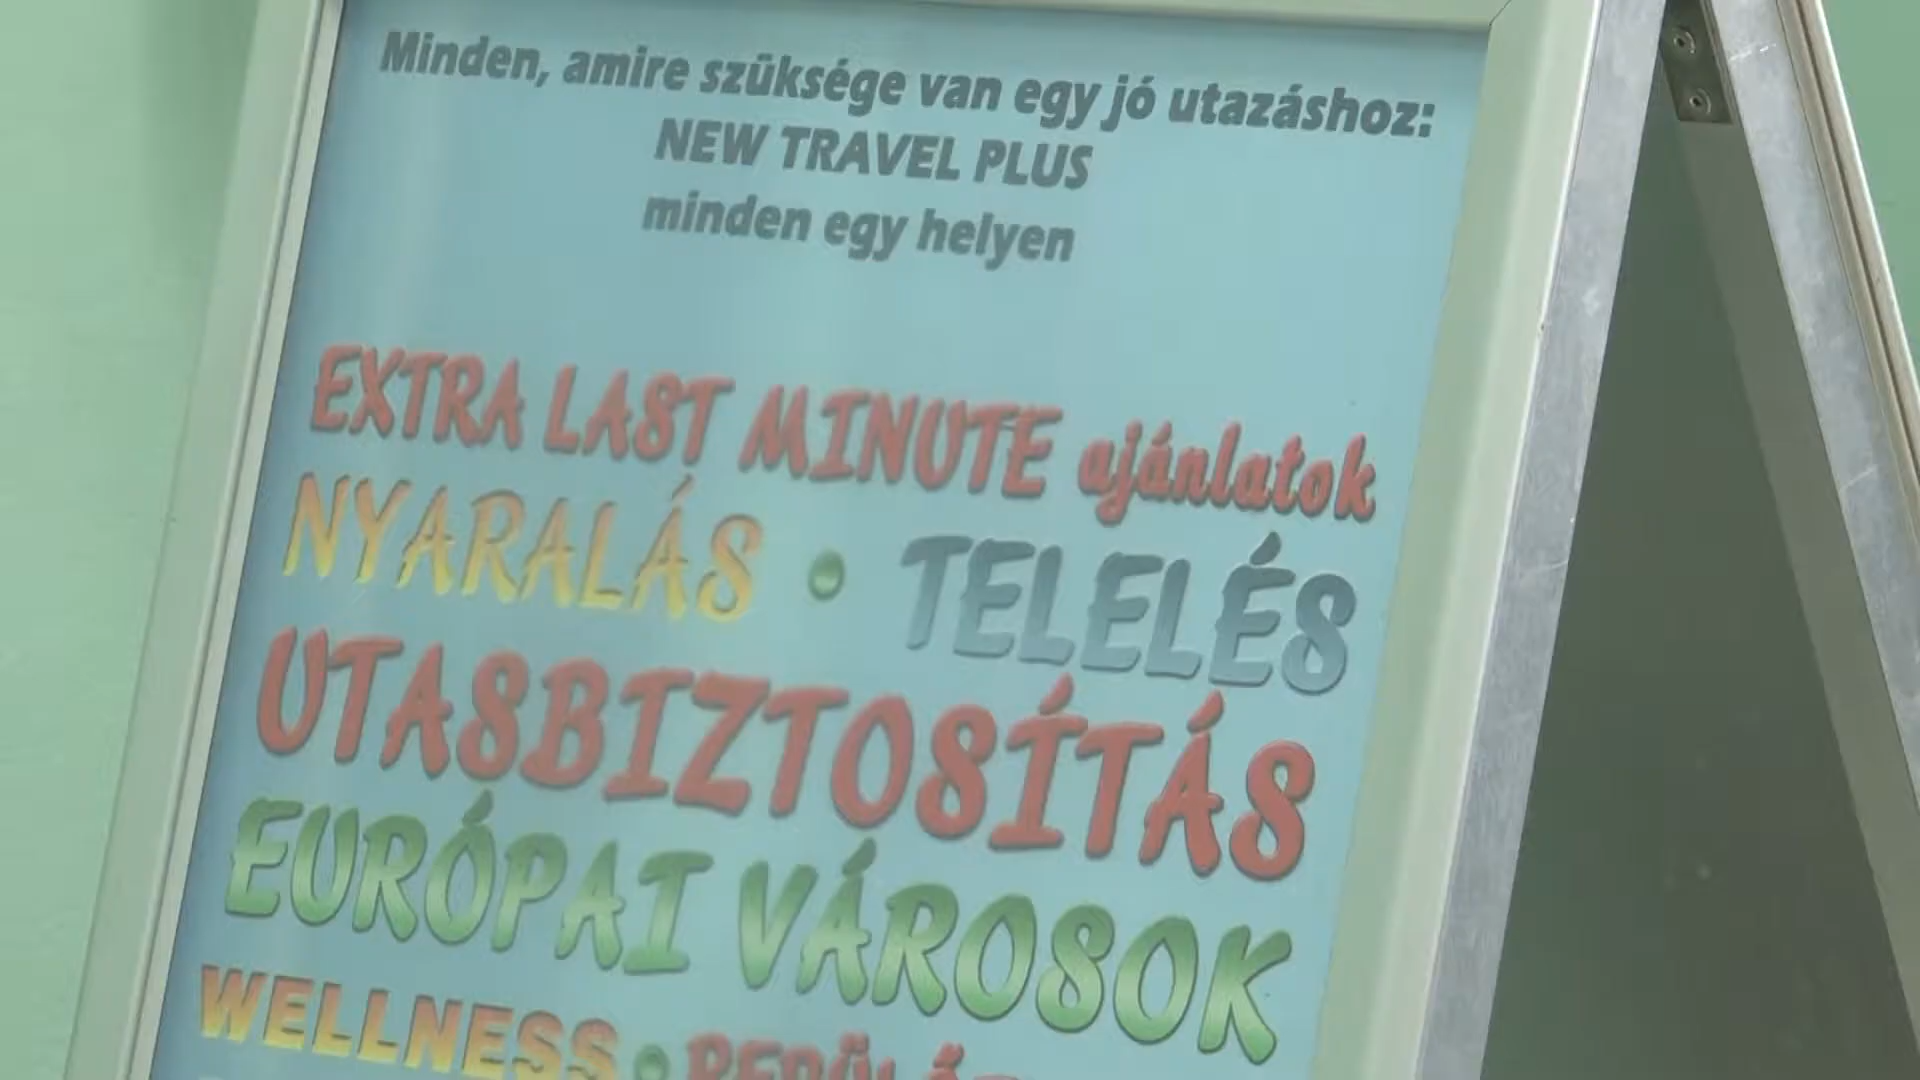 Minden, amire szüksége van egy jó utazáshoz:
NEW TRAVEL PLUS
minden egy helyen
EXTRA LAST MINUTE ajánlatok
NYARALÁS • TELELÉS
UTASBIZTOSÍTÁS
EURÓPAI VÁROSOK
WELLNESS •